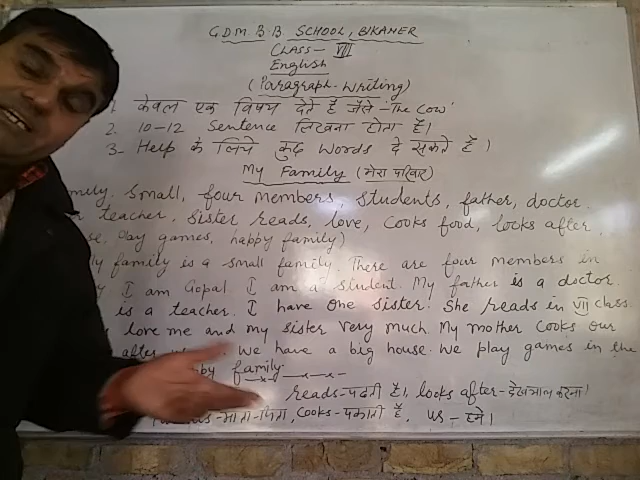 G.D.M. B.B SCHOOL, BIKANER
CLASS- VII
English
(Paragraph-Writing)
1. केवल एक विषय देते हैं जैसे 'The Cow'
2. 10-12 Sentence लिखना होता है।
3- Help के लिये कुछ words दे सकते हैं।
My Family (मेरा परिवार)
mily. Small, four members, students, father, doctor.
teacher. Sister reads, love, cooks food, looks after
se. play games, happy family)
y family is a small family. There are four members in
I am Gopal. I am a student. My father is a doctor.
is a teacher. I have one sister. She reads in VII class.
love me and my sister very much. My mother cooks our
after We have a big house. We play games in the
family.
reads-पढ़ती है। looks after-देखभाल करना।
माता-पिता, Cooks-पकाती है. us-हमें।